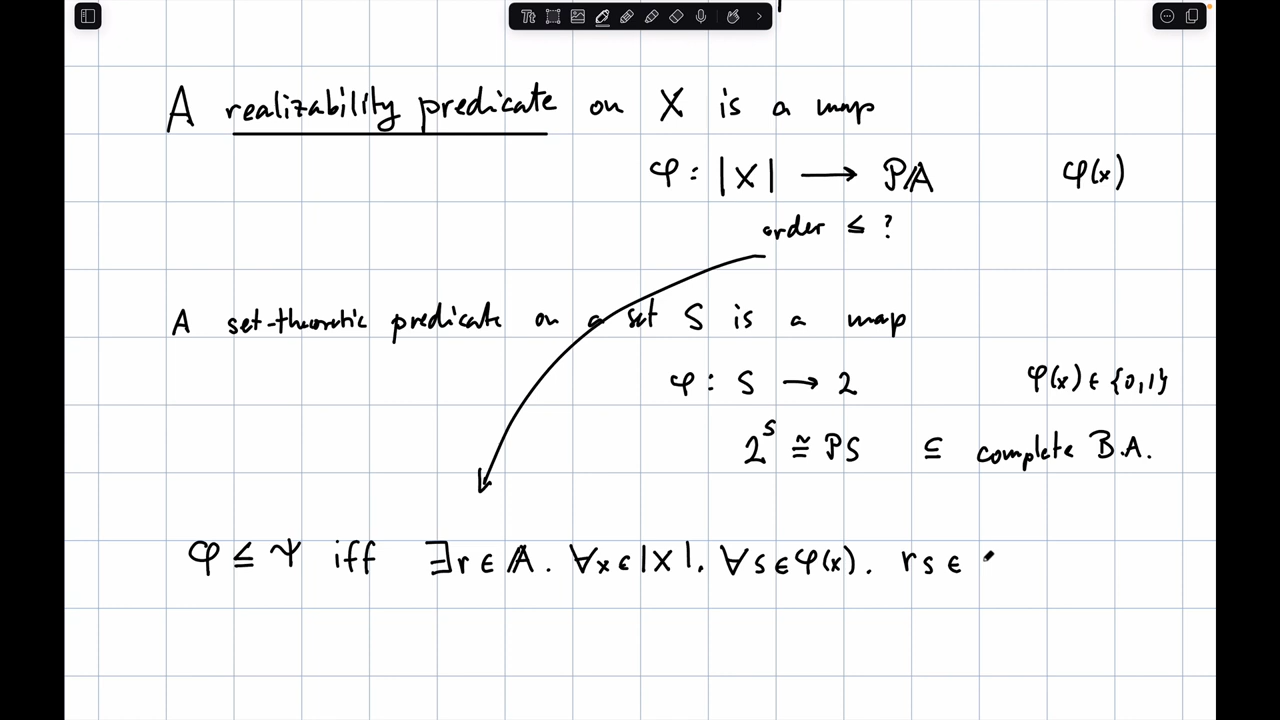 A realizability predicate on X is a map
φ : |X| ⟶ P𝔸 φ(x)
order ≤ ?
A set-theoretic predicate on a set S is a map
φ : S → 2 φ(x) ∈ {0,1}
2^S ≅ PS ⊆ complete B.A.
φ ≤ ψ iff ∃r ∈ 𝔸. ∀x ∈ |X|. ∀s ∈ φ(x). r s ∈